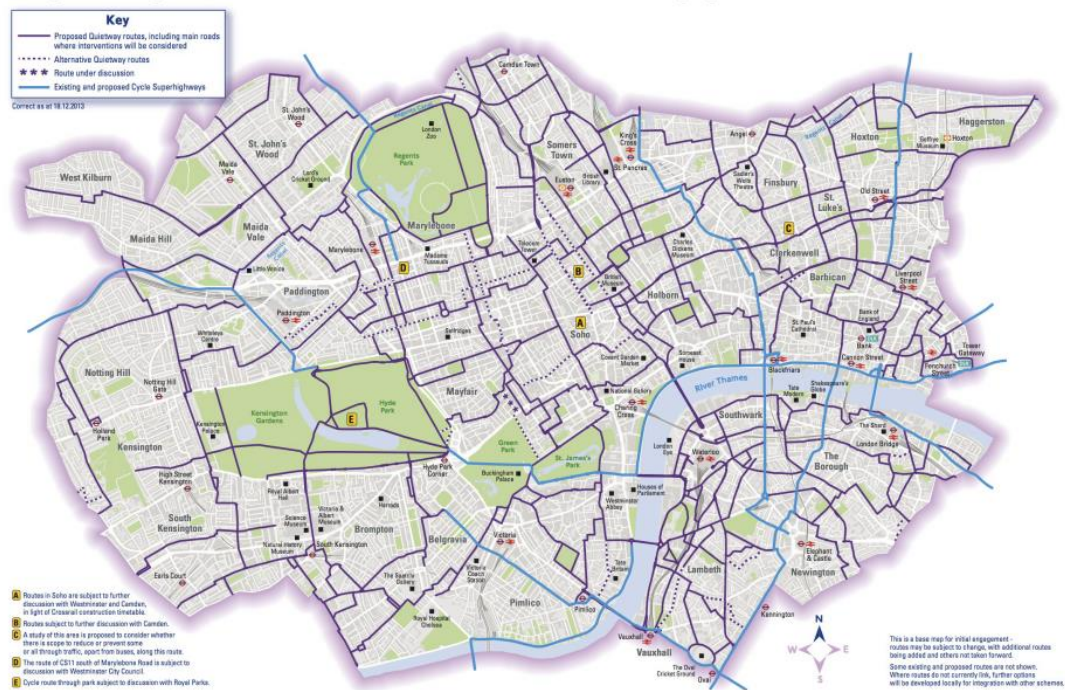 Key
Proposed Quietway routes, including main roads
where interventions will be considered
Alternative Quietway routes
Route under discussion
Existing and proposed Cycle Superhighways
Correct as at 18.12.2013
Camden Town
St. John's
Wood
St. John's
Wood
London
Zoo
Regents
Park
Regents Canal
Somers
Town
King's
Cross
St. Pancras
Angel
Regents Canal
Hoxton
Haggerston
Geffrye
Museum
Hoxton
West Kilburn
Maida
Vale
Lord's
Cricket Ground
Euston
British
Library
Sadler's
Wells
Theatre
Finsbury
St.
Luke's
Old Street
Maida Hill
Maida
Vale
Regents
Canal
Marylebone
Marylebone
Madame
Tussauds
Telecom
Tower
Charles
Dickens
Museum
C
Clerkenwell
Little Venice
D
B
British
Museum
Barbican
Liverpool
Street
Paddington
Paddington
Holborn
Whiteleys
Centre
Selfridges
A
Soho
St. Paul's
Cathedral
Bank of
England
Bank
Tower
Gateway
Covent Garden
Market
Somerset
House
Blackfriars
Cannon Street
Fenchurch
Street
Notting Hill
Notting Hill
Gate
Mayfair
National Gallery
River Thames
Tate
Modern
Shakespeare's
Globe
Kensington
Gardens
Hyde
Park
E
Charing
Cross
Southwark
Holland
Park
Kensington
Kensington
Palace
Green
Park
St. James's
Park
London
Eye
Waterloo
The Shard
London Bridge
The
Borough
High Street
Kensington
Hyde Park
Corner
Buckingham
Palace
Houses of
Parliament
Westminster
Abbey
Royal Albert
Hall
Harrods
South
Kensington
Science
Museum
Victoria &
Albert
Museum
Brompton
Natural History
Museum
South Kensington
Belgravia
Victoria
Elephant
& Castle
Newington
Earls Court
The Saatchi
Gallery
Victoria
Coach
Station
Tate
Britain
Lambeth
Royal Hospital
Chelsea
Pimlico
Pimlico
Kennington
Vauxhall
Vauxhall
The Oval
Cricket Ground
Oval
N
W
E
S
A Routes in Soho are subject to further
discussion with Westminster and Camden,
in light of Crossrail construction timetable.
B Routes subject to further discussion with Camden.
C A study of this area is proposed to consider whether
there is scope to reduce or prevent some
or all through traffic, apart from buses, along this route.
D The route of CS11 south of Marylebone Road is subject to
discussion with Westminster City Council.
E Cycle route through park subject to discussion with Royal Parks.
This is a base map for initial engagement -
routes may be subject to change, with additional routes
being added and others not taken forward.
Some existing and proposed routes are not shown.
Where routes do not currently link, further options
will be developed locally for integration with other schemes.